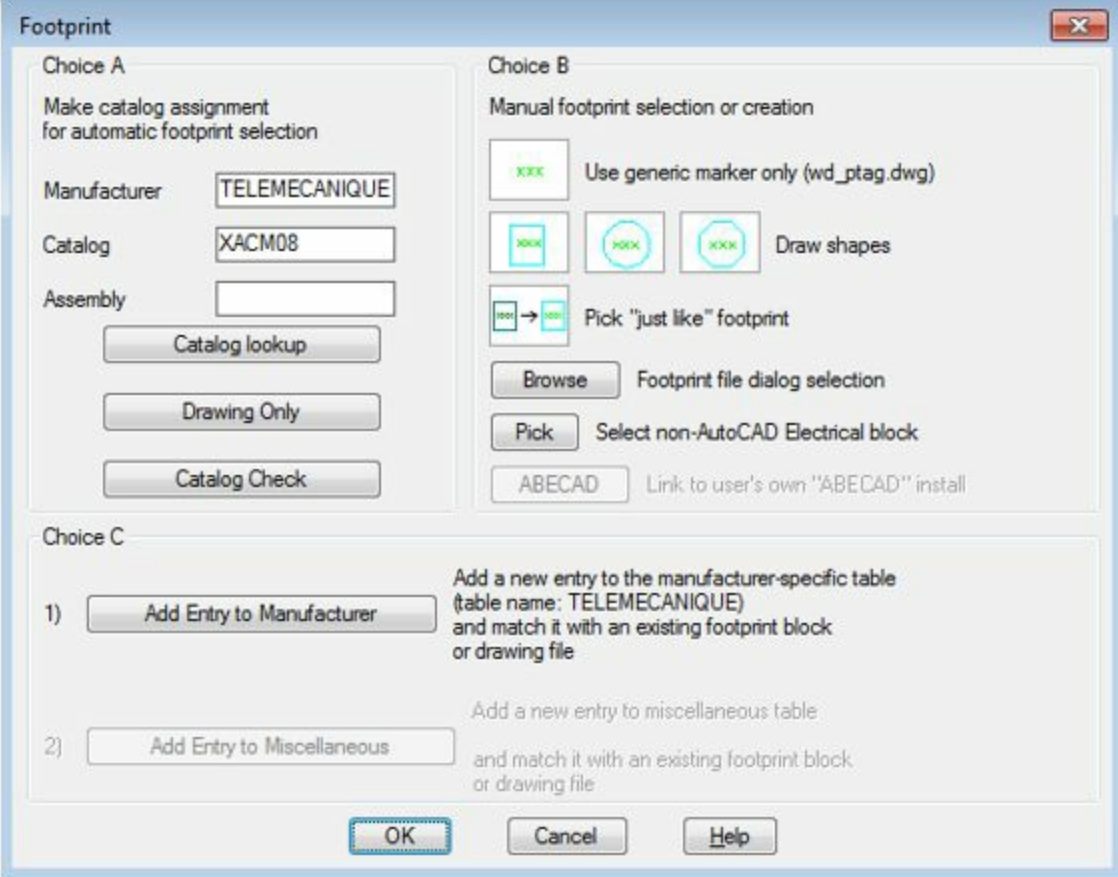 Footprint
Choice A
Make catalog assignment
for automatic footprint selection
Manufacturer TELEMECANIQUE
Catalog XACM08
Assembly
Catalog lookup
Drawing Only
Catalog Check
Choice B
Manual footprint selection or creation
xxx Use generic marker only (wd_ptag.dwg)
xxx xxx xxx Draw shapes
xxx xxx Pick "just like" footprint
Browse Footprint file dialog selection
Pick Select non-AutoCAD Electrical block
ABECAD Link to user's own "ABECAD" install
Choice C
1) Add Entry to Manufacturer
Add a new entry to the manufacturer-specific table
(table name: TELEMECANIQUE)
and match it with an existing footprint block
or drawing file
2) Add Entry to Miscellaneous
Add a new entry to miscellaneous table
and match it with an existing footprint block
or drawing file
OK Cancel Help